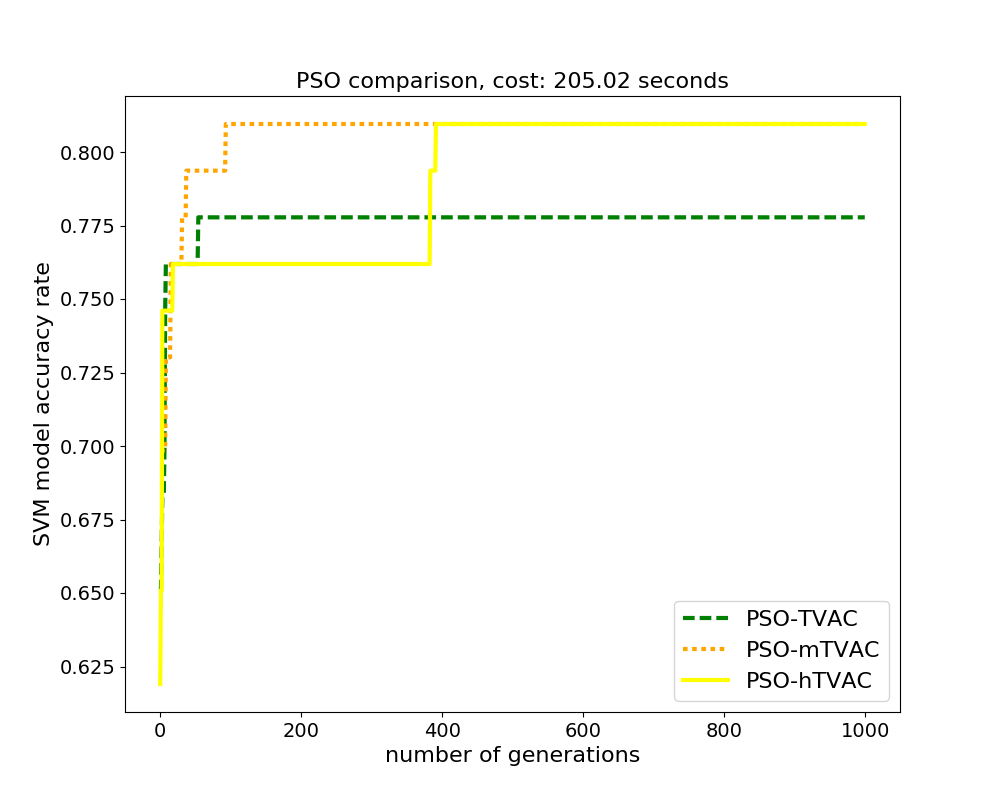 PSO comparison, cost: 205.02 seconds
SVM model accuracy rate
0.800
0.775
0.750
0.725
0.700
0.675
0.650
0.625
PSO-TVAC
PSO-mTVAC
PSO-hTVAC
0 200 400 600 800 1000
number of generations